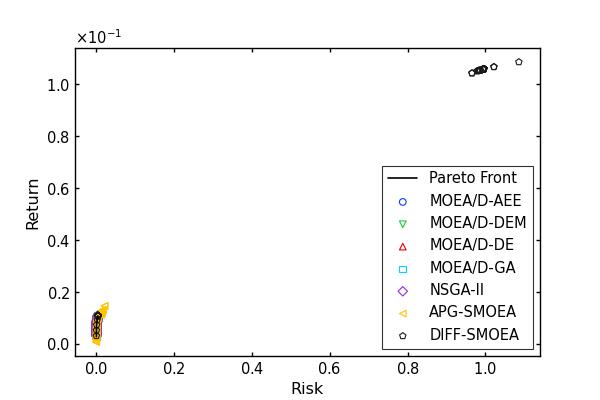 ×10⁻¹
1.0
0.8
0.6
0.4
0.2
0.0
Return
0.0 0.2 0.4 0.6 0.8 1.0
Risk
Pareto Front
MOEA/D-AEE
MOEA/D-DEM
MOEA/D-DE
MOEA/D-GA
NSGA-II
APG-SMOEA
DIFF-SMOEA